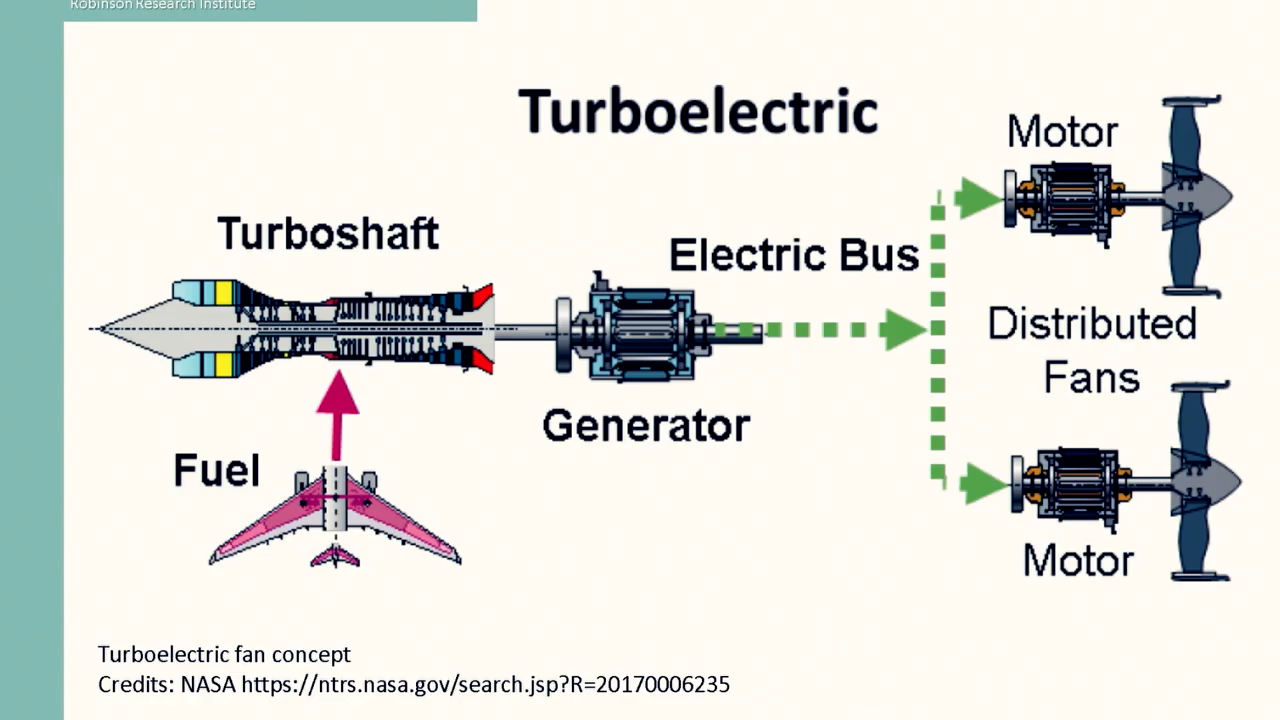 Robinson Research Institute
Turboelectric
Motor
Turboshaft
Electric Bus
Distributed
Fans
Generator
Fuel
Motor
Turboelectric fan concept
Credits: NASA https://ntrs.nasa.gov/search.jsp?R=20170006235